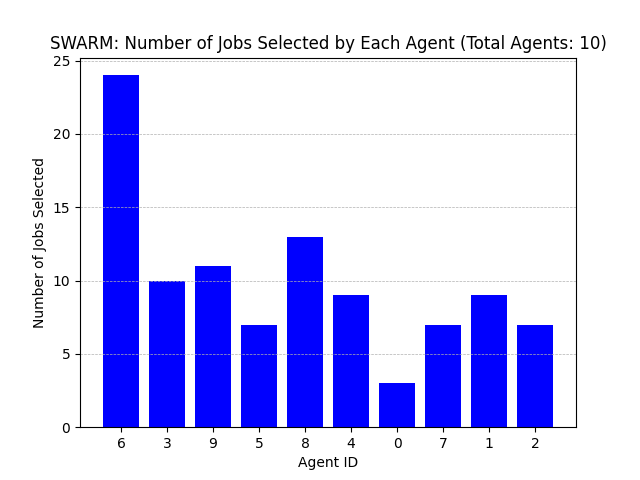 SWARM: Number of Jobs Selected by Each Agent (Total Agents: 10)
Number of Jobs Selected
25
20
15
10
5
0
6 3 9 5 8 4 0 7 1 2
Agent ID